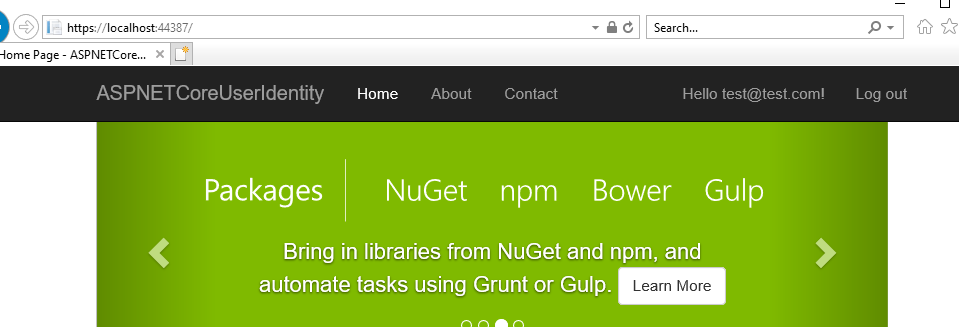 https://localhost:44387/
Search...
Home Page - ASPNETCore...
ASPNETCoreUserIdentity Home About Contact Hello test@test.com! Log out
Packages NuGet npm Bower Gulp
Bring in libraries from NuGet and npm, and
automate tasks using Grunt or Gulp. Learn More